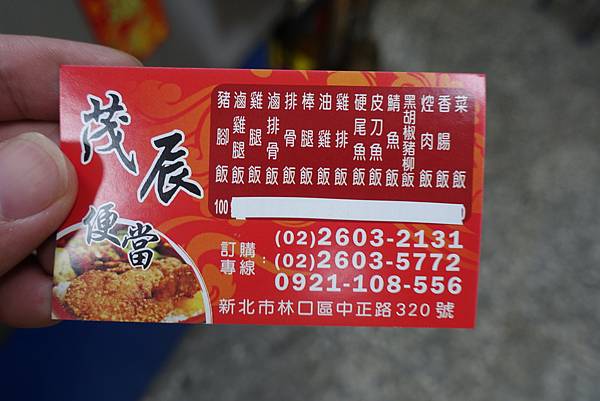 茂辰
便當
豬腳飯
滷雞腿飯
雞腿飯
滷排骨飯
排骨飯
棒腿飯
油雞飯
雞排飯
硬尾魚飯
皮刀魚飯
鯖魚飯
黑胡椒豬柳飯
焢肉飯
香腸飯
菜飯
100
訂購專線：
(02)2603-2131
(02)2603-5772
0921-108-556
新北市林口區中正路320號